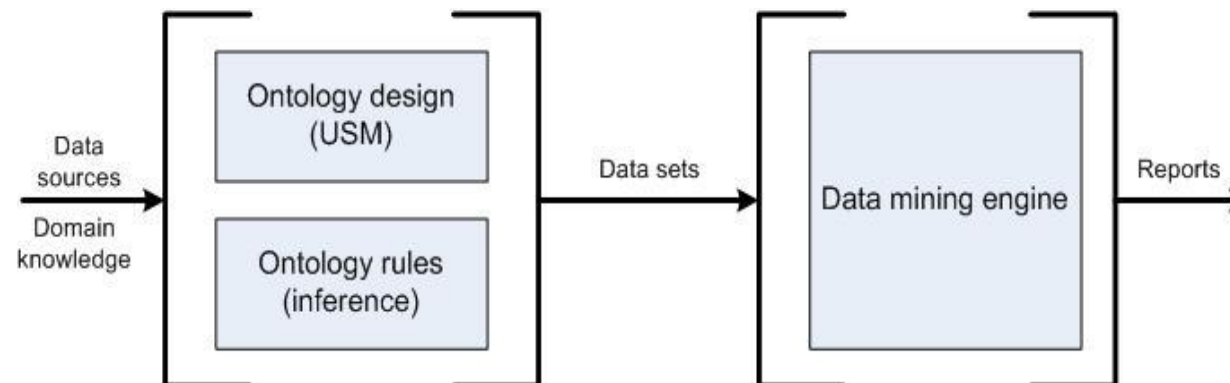 Data
sources
Domain
knowledge
Ontology design
(USM)
Ontology rules
(inference)
Data sets
Data mining engine
Reports